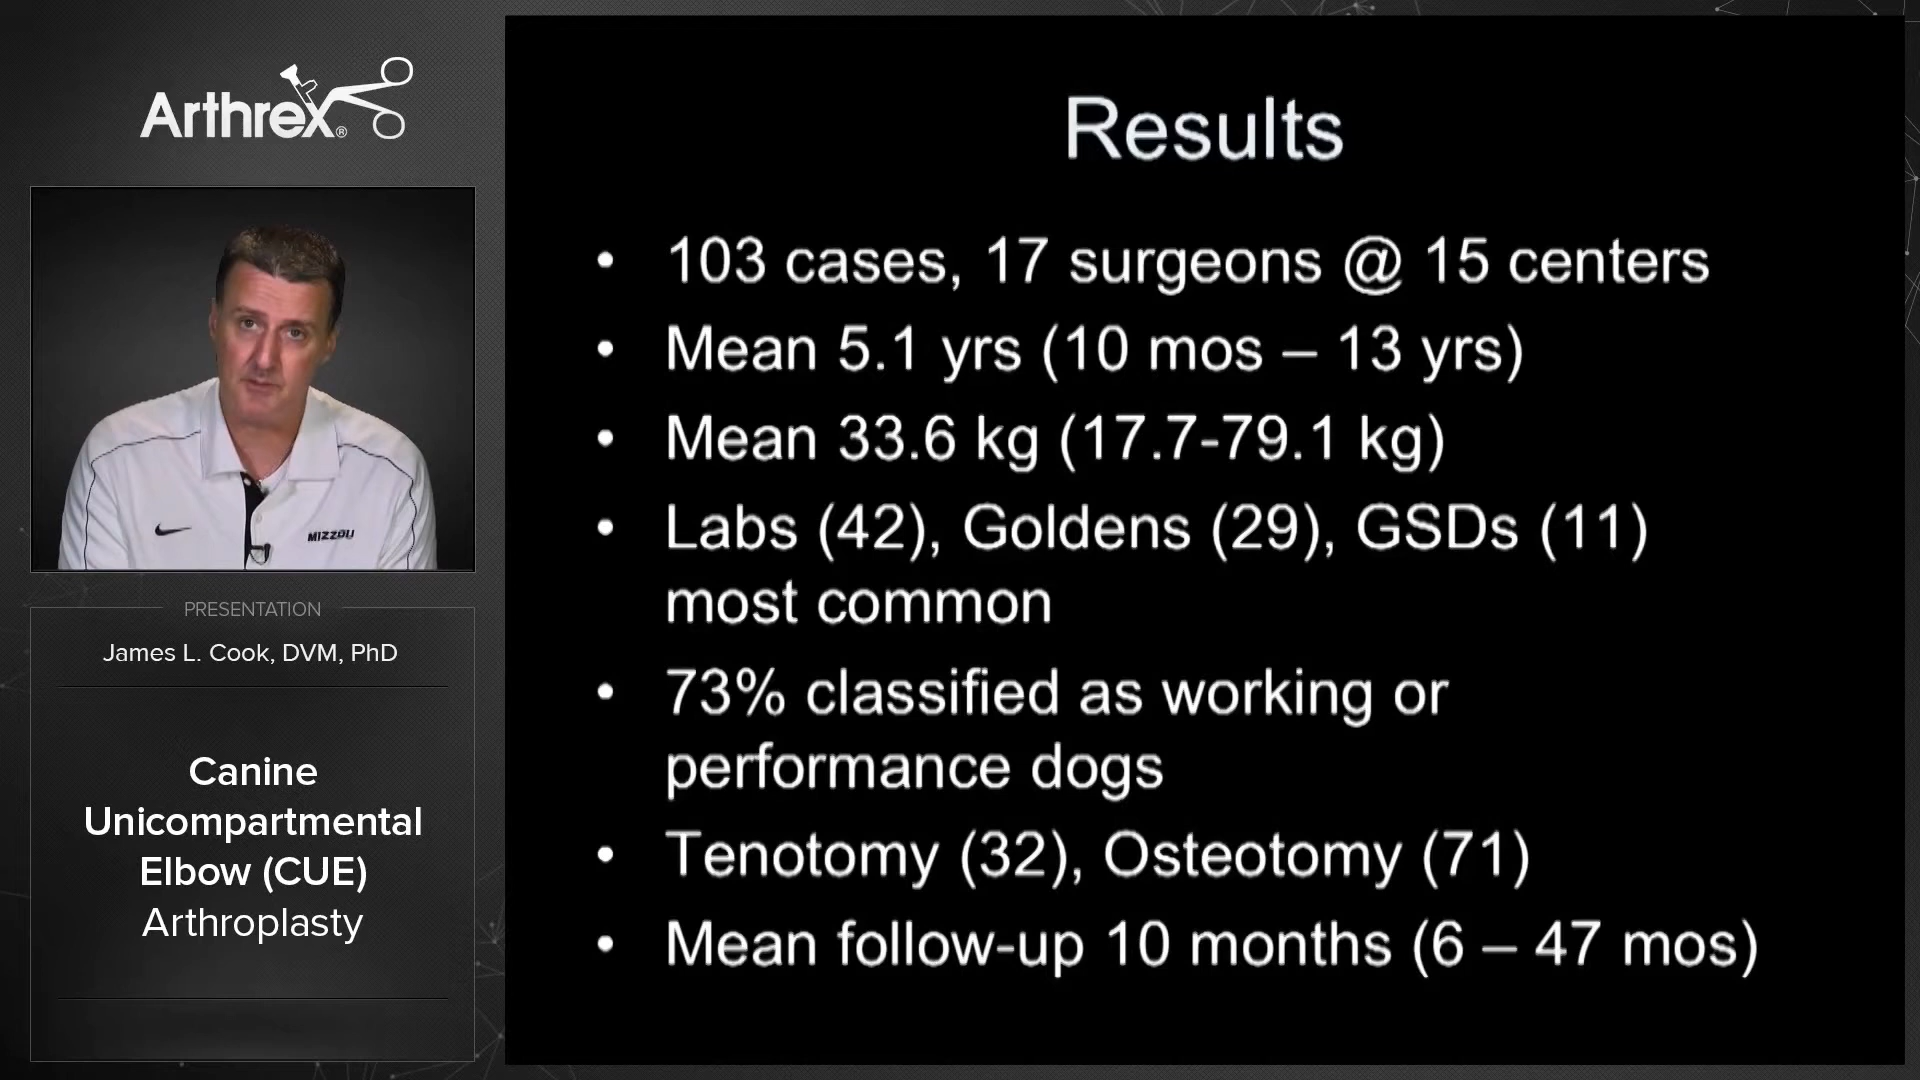 Arthrex®
MIZZOU
PRESENTATION
James L. Cook, DVM, PhD
Canine
Unicompartmental
Elbow (CUE)
Arthroplasty
Results
• 103 cases, 17 surgeons @ 15 centers
• Mean 5.1 yrs (10 mos – 13 yrs)
• Mean 33.6 kg (17.7-79.1 kg)
• Labs (42), Goldens (29), GSDs (11)
most common
• 73% classified as working or
performance dogs
• Tenotomy (32), Osteotomy (71)
• Mean follow-up 10 months (6 – 47 mos)